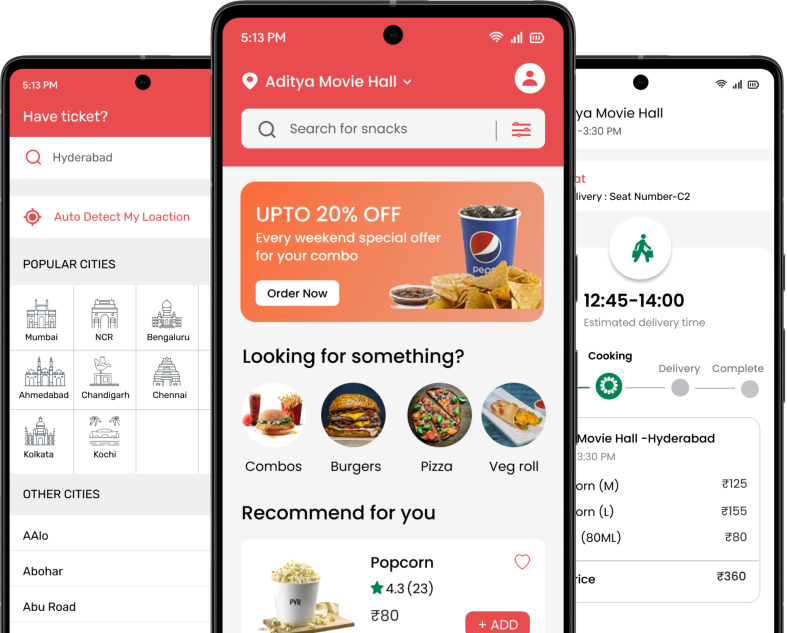 5:13 PM
Have ticket?
Hyderabad
Auto Detect My Loaction
POPULAR CITIES
Mumbai
NCR
Bengaluru
Ahmedabad
Chandigarh
Chennai
Kolkata
Kochi
OTHER CITIES
AAlo
Abohar
Abu Road
5:13 PM
Aditya Movie Hall
Search for snacks
UPTO 20% OFF
Every weekend special offer
for your combo
Order Now
pepsi
Looking for something?
Combos
Burgers
Pizza
Veg roll
Recommend for you
Popcorn
4.3 (23)
₹80
+ ADD
PVR
ya Movie Hall
-3:30 PM
at
livery : Seat Number-C2
12:45-14:00
Estimated delivery time
Cooking
Delivery
Complete
Movie Hall -Hyderabad
3:30 PM
orn (M) ₹125
orn (L) ₹155
(80ML) ₹80
rice ₹360